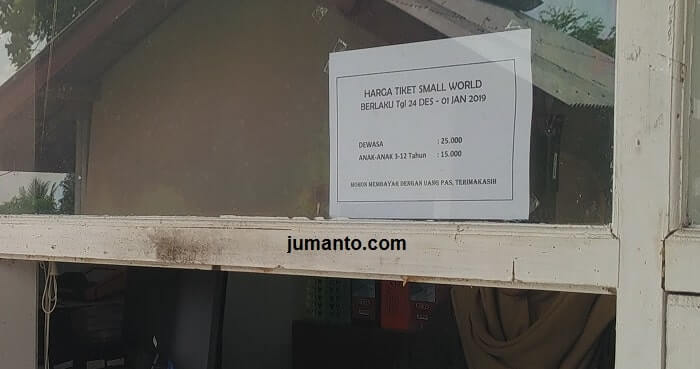 HARGA TIKET SMALL WORLD
BERLAKU Tgl 24 DES - 01 JAN 2019
DEWASA : 25.000
ANAK-ANAK 3-12 Tahun : 15.000
MOHON MEMBAYAR DENGAN UANG PAS, TERIMAKASIH
jumanto.com